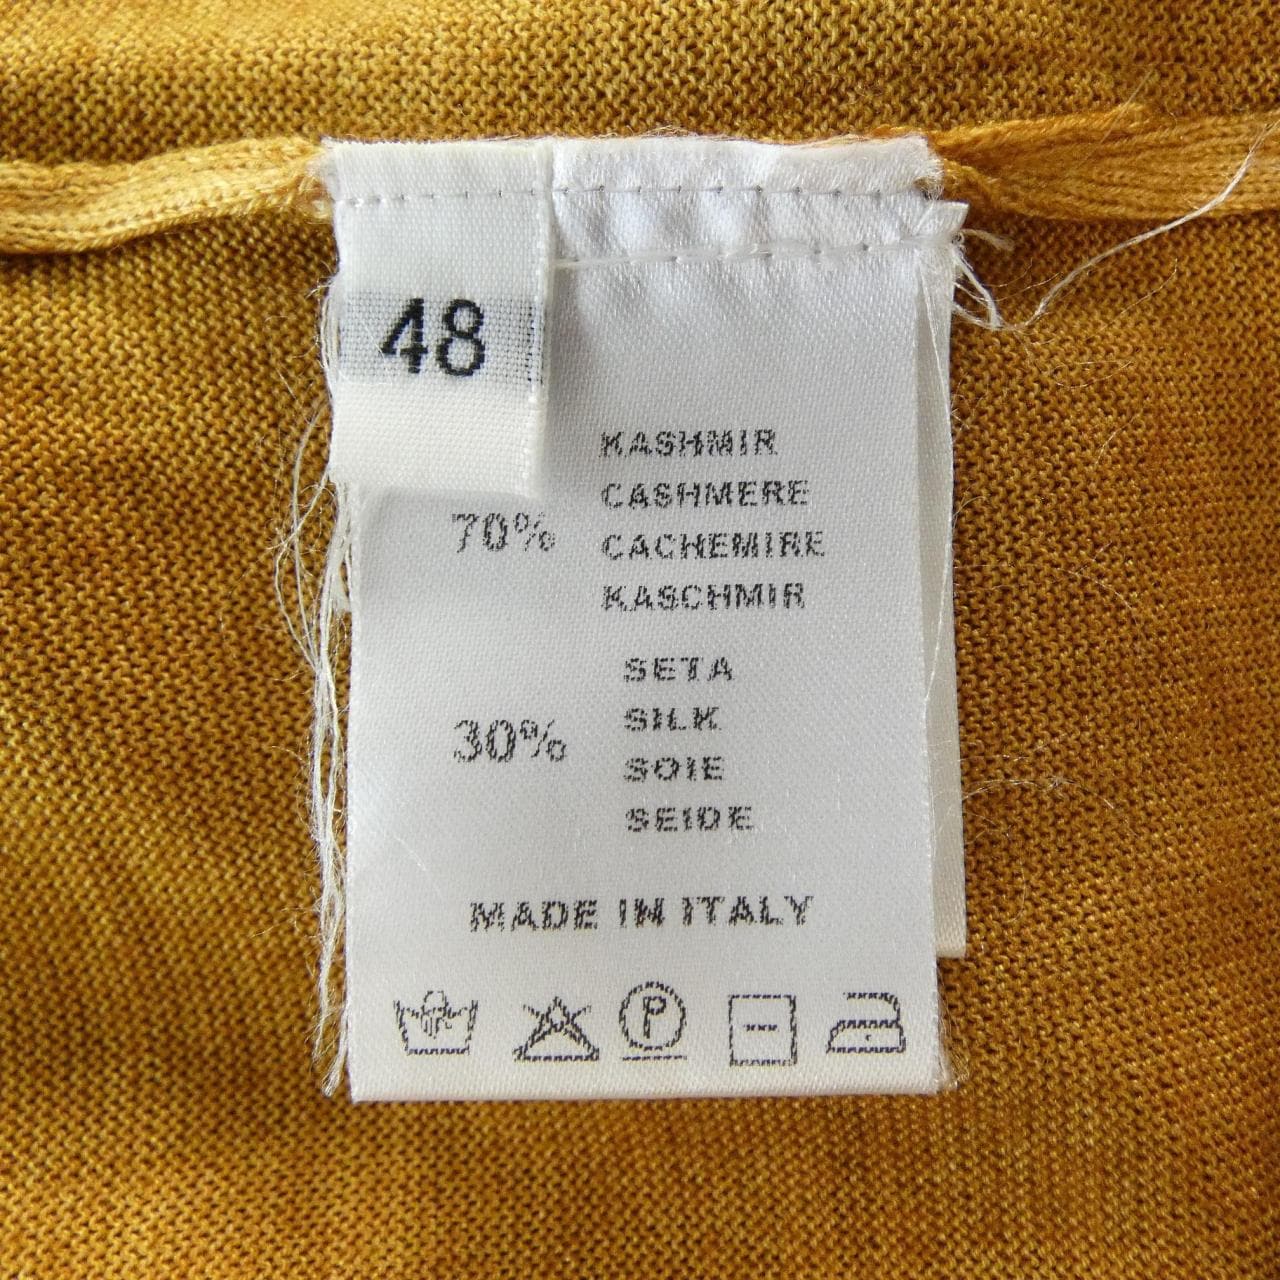 48
KASHMIR
CASHMERE
70%
CACHEMIRE
KASCHMIR
SETA
SILK
30%
SOIE
SEIDE
MADE IN ITALY
P